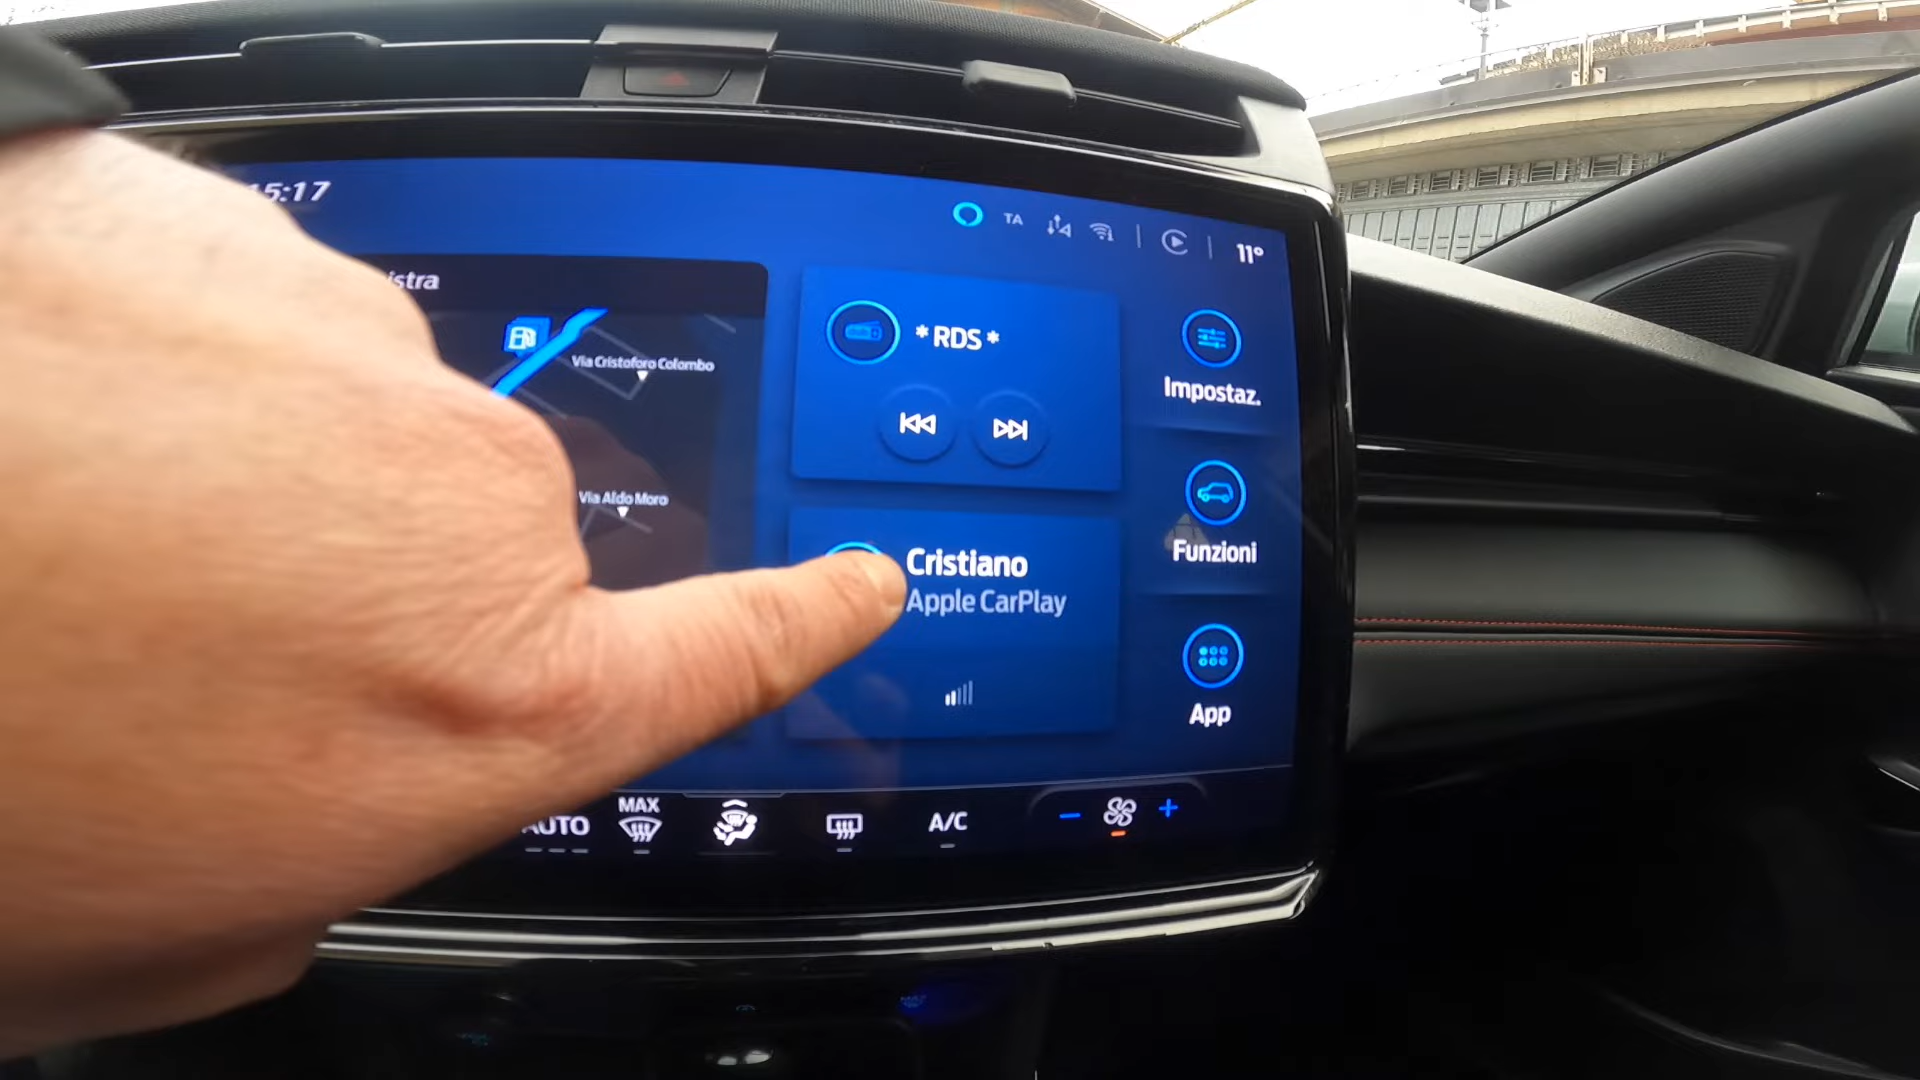 15:17
TA
11°
istra
Via Cristoforo Colombo
Via Aldo Moro
* RDS *
Impostaz.
Funzioni
Cristiano
Apple CarPlay
App
AUTO
MAX
A/C